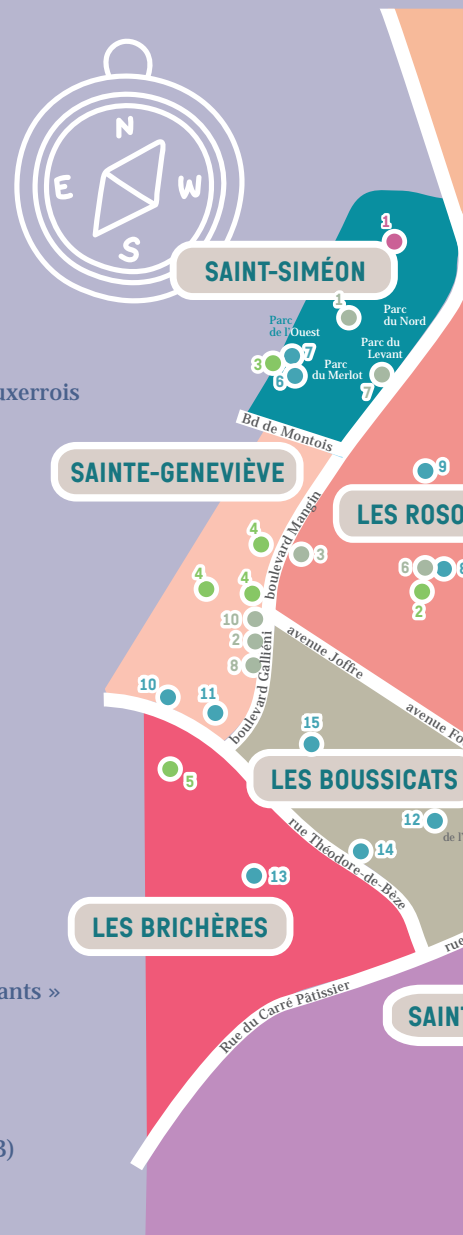 N
E
W
S
1
SAINT-SIMÉON
1
Parc
du Nord
Parc
de l'Ouest
Parc du
Levant
3
7
6
Parc
du Merlot
7
uxerrois
Bd de Montois
SAINTE-GENEVIÈVE
9
boulevard Mangin
LES ROSO
4
3
4
4
6
8
2
10
2
8
avenue Joffre
boulevard Galliéni
10
11
avenue Fo
15
5
LES BOUSSICATS
12
de l'
rue Théodore-de-Bèze
14
13
LES BRICHÈRES
rue
ants »
Rue du Carré Pâtissier
SAINT
3)